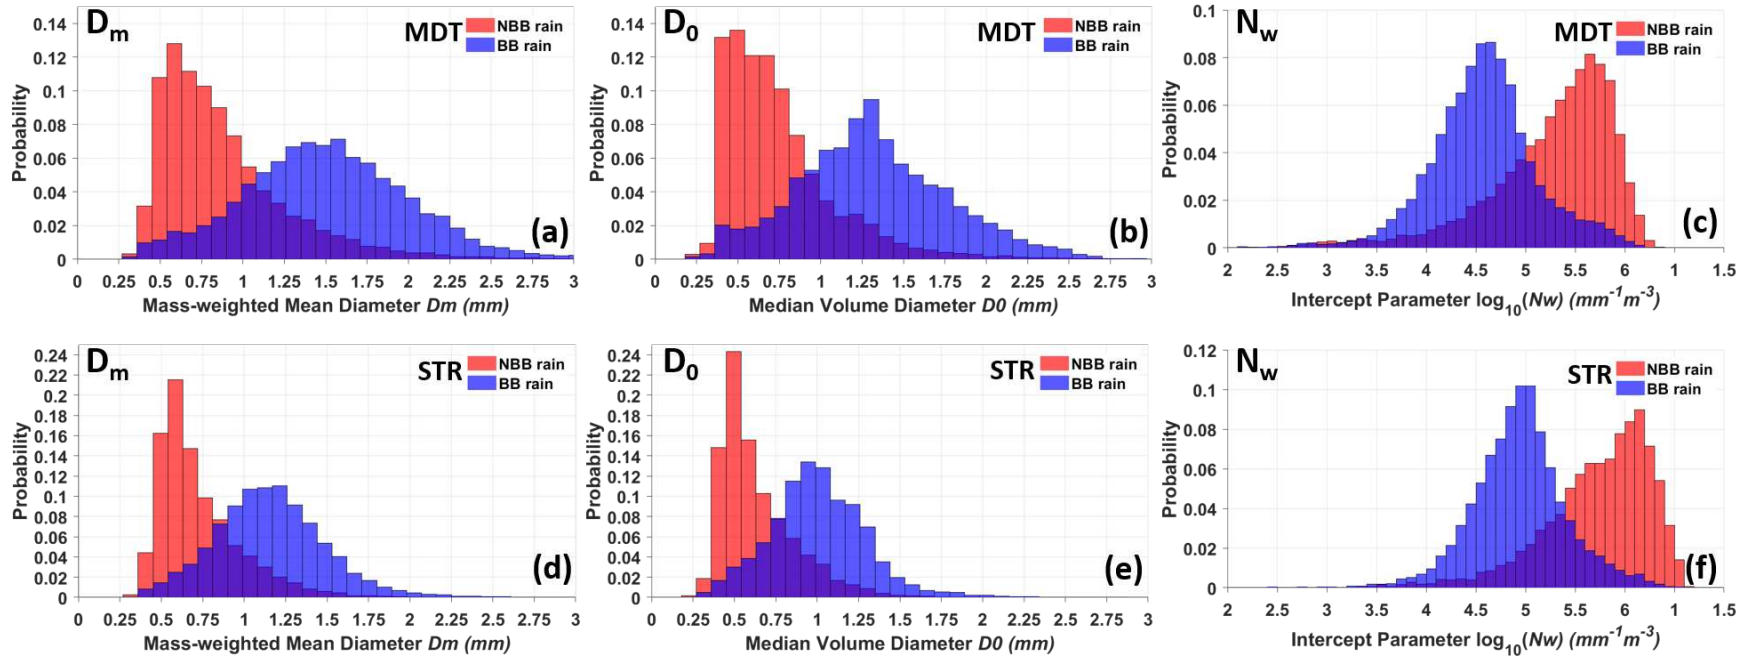 D_m MDT
NBB rain
BB rain
0.14
0.12
0.1
0.08
0.06
0.04
0.02
0
Probability
(a)
0 0.25 0.5 0.75 1 1.25 1.5 1.75 2 2.25 2.5 2.75 3
Mass-weighted Mean Diameter Dm (mm)
D_0 MDT
NBB rain
BB rain
0.14
0.12
0.1
0.08
0.06
0.04
0.02
0
Probability
(b)
0 0.25 0.5 0.75 1 1.25 1.5 1.75 2 2.25 2.5 2.75 3
Median Volume Diameter D0 (mm)
N_w MDT
NBB rain
BB rain
0.1
0.08
0.06
0.04
0.02
0
Probability
(c)
2 2.5 3 3.5 4 4.5 5 5.5 6 1 1.5
Intercept Parameter log_10(Nw) (mm^-1m^-3)
D_m STR
NBB rain
BB rain
0.24
0.22
0.2
0.18
0.16
0.14
0.12
0.1
0.08
0.06
0.04
0.02
0
Probability
(d)
0 0.25 0.5 0.75 1 1.25 1.5 1.75 2 2.25 2.5 2.75 3
Mass-weighted Mean Diameter Dm (mm)
D_0 STR
NBB rain
BB rain
0.24
0.22
0.2
0.18
0.16
0.14
0.12
0.1
0.08
0.06
0.04
0.02
0
Probability
(e)
0 0.25 0.5 0.75 1 1.25 1.5 1.75 2 2.25 2.5 2.75 3
Median Volume Diameter D0 (mm)
N_w STR
NBB rain
BB rain
0.12
0.1
0.08
0.06
0.04
0.02
0
Probability
(f)
2 2.5 3 3.5 4 4.5 5 5.5 6 1 1.5
Intercept Parameter log_10(Nw) (mm^-1m^-3)